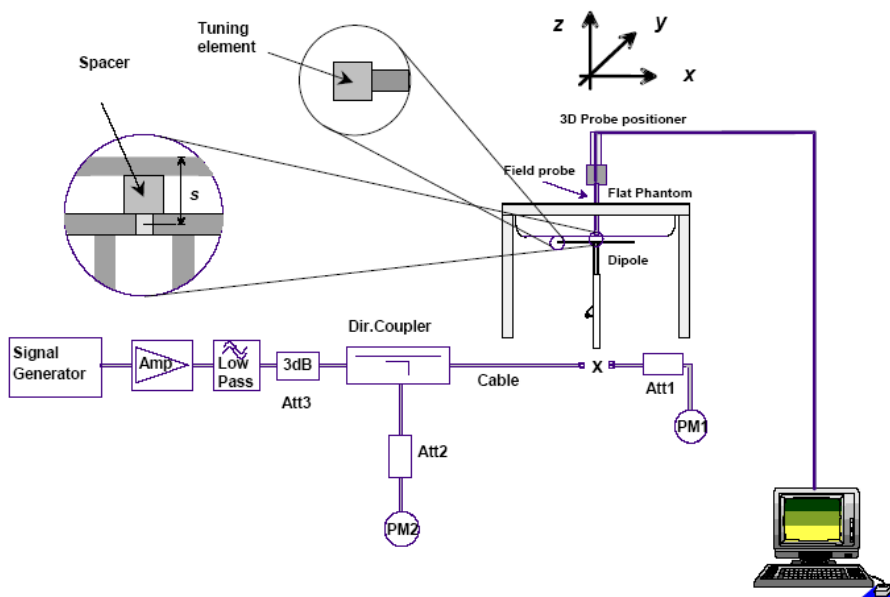 Tuning
element
Spacer
s
z
y
x
3D Probe positioner
Field probe
Flat Phantom
Dipole
Dir.Coupler
Signal
Generator
Amp
Low
Pass
3dB
Att3
Cable
X
Att1
PM1
Att2
PM2